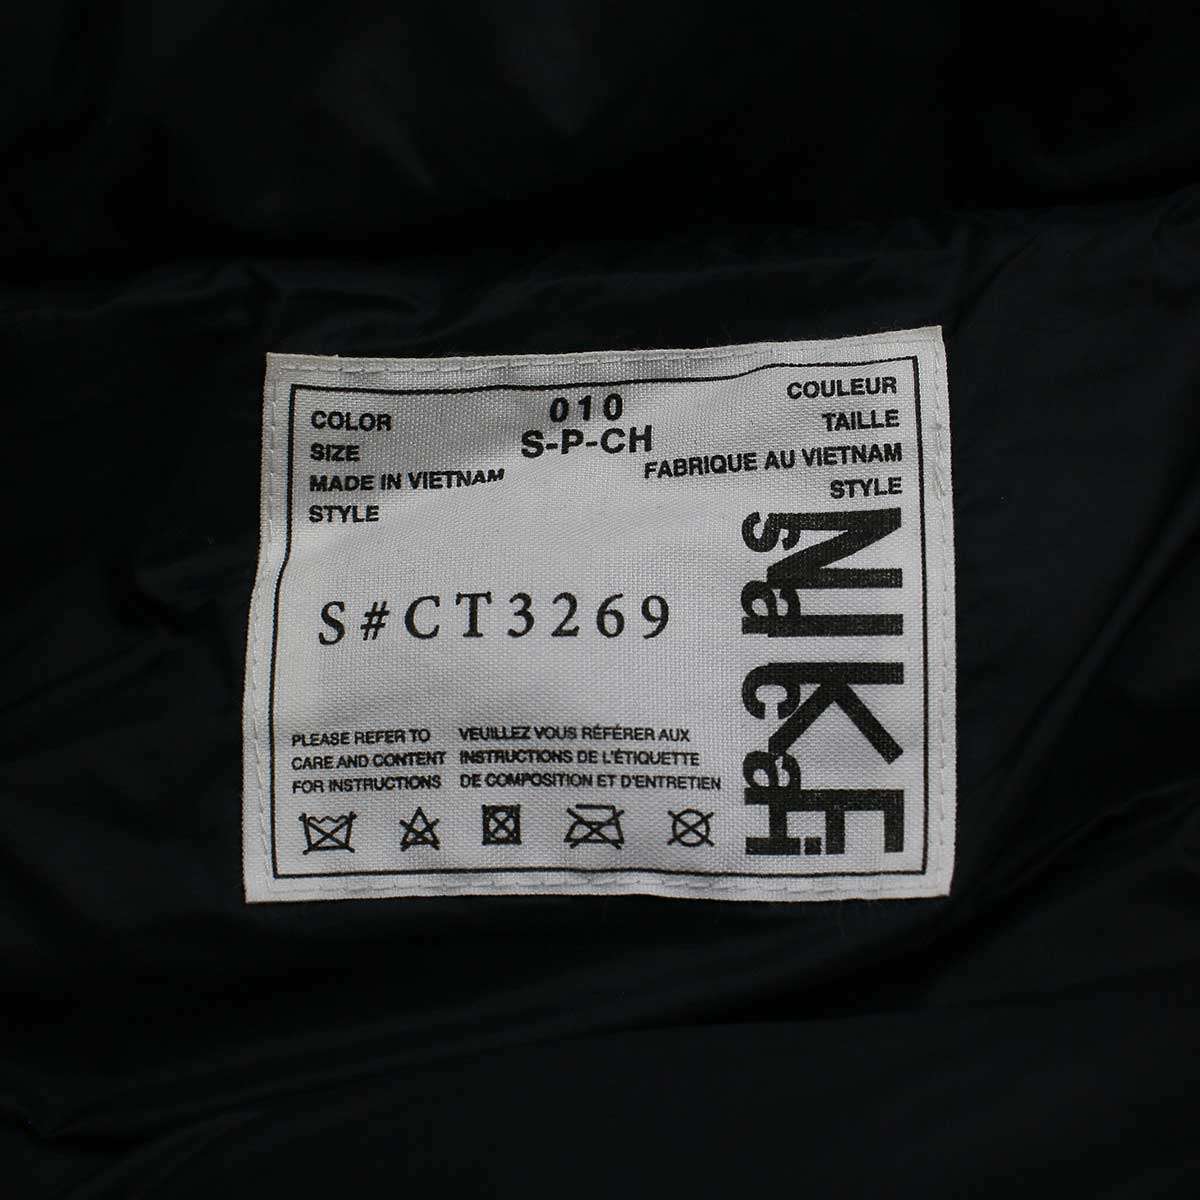 COLOR 010 COULEUR
SIZE S-P-CH TAILLE
MADE IN VIETNAM FABRIQUE AU VIETNAM
STYLE STYLE
S#CT3269
NIKE
sacai
PLEASE REFER TO VEUILLEZ VOUS RÉFÉRER AUX
CARE AND CONTENT INSTRUCTIONS DE L'ÉTIQUETTE
FOR INSTRUCTIONS DE COMPOSITION ET D'ENTRETIEN